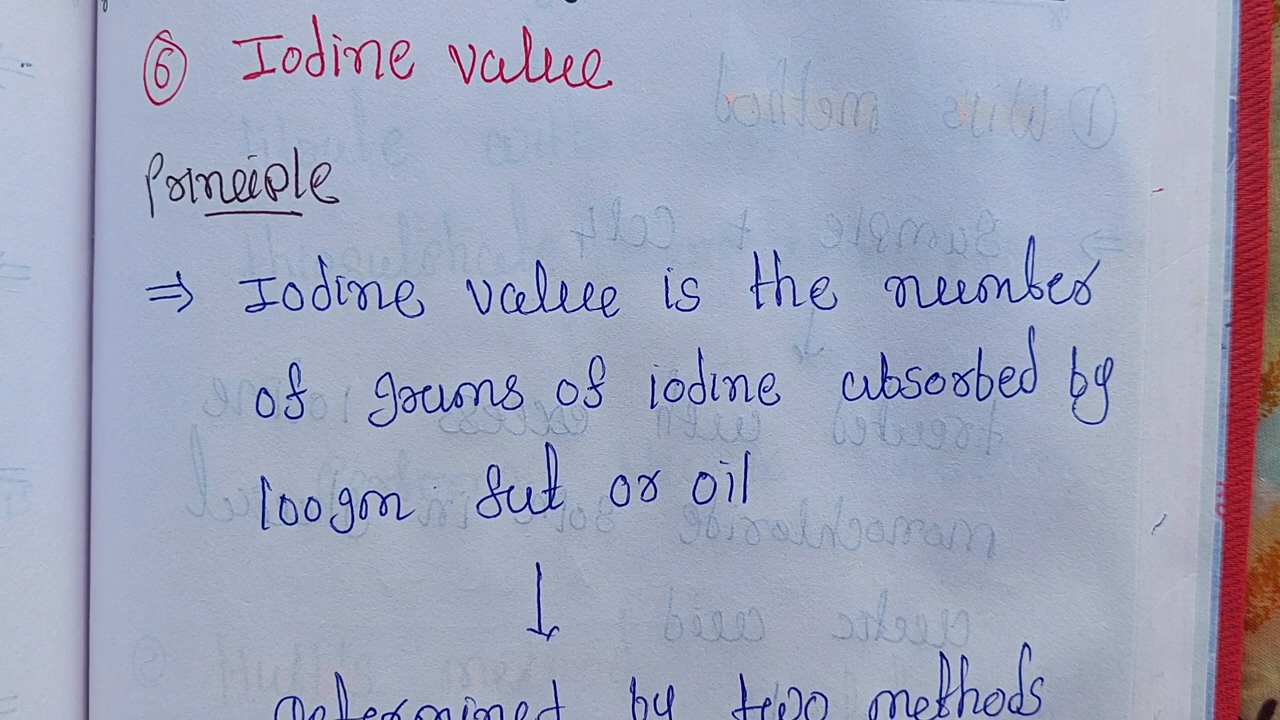 ⑥ Iodine value
Principle
⇒ Iodine value is the number
of grams of iodine absorbed by
100gm fat or oil
↓
Determined by two methods